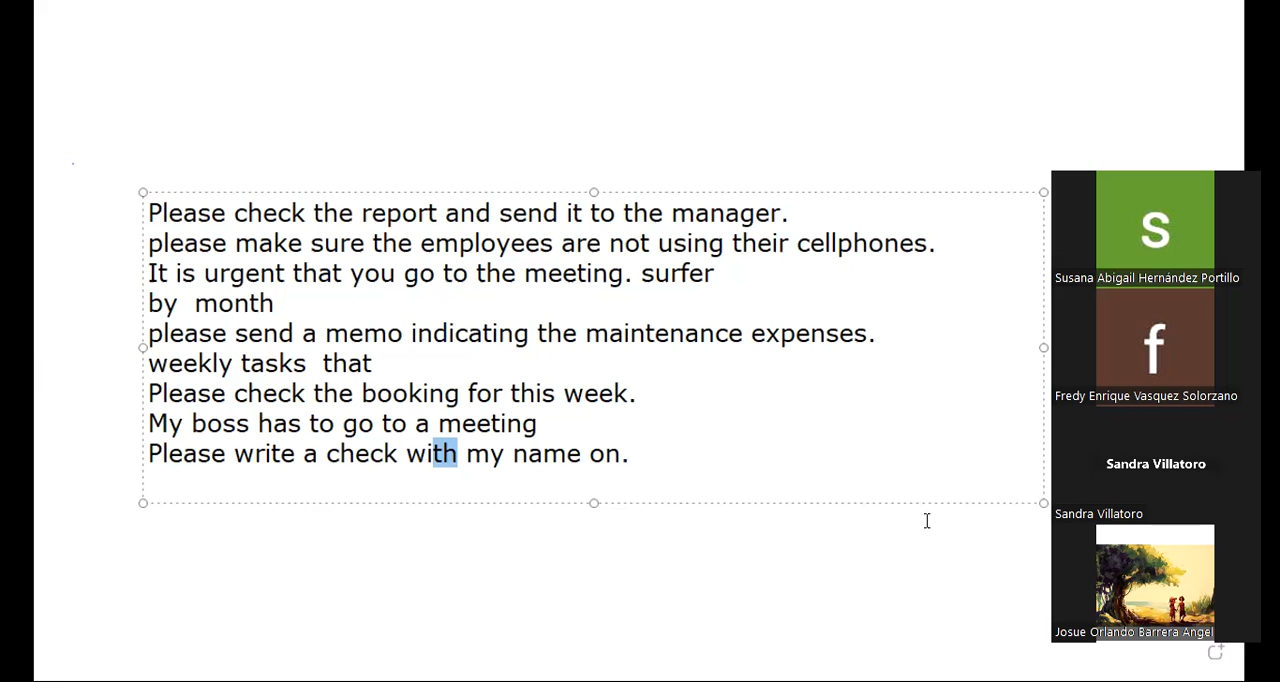 Please check the report and send it to the manager.
please make sure the employees are not using their cellphones.
It is urgent that you go to the meeting. surfer
by  month
please send a memo indicating the maintenance expenses.
weekly tasks  that
Please check the booking for this week.
My boss has to go to a meeting
Please write a check with my name on.
S
Susana Abigail Hernández Portillo
f
Fredy Enrique Vasquez Solorzano
Sandra Villatoro
Sandra Villatoro
Josue Orlando Barrera Angel